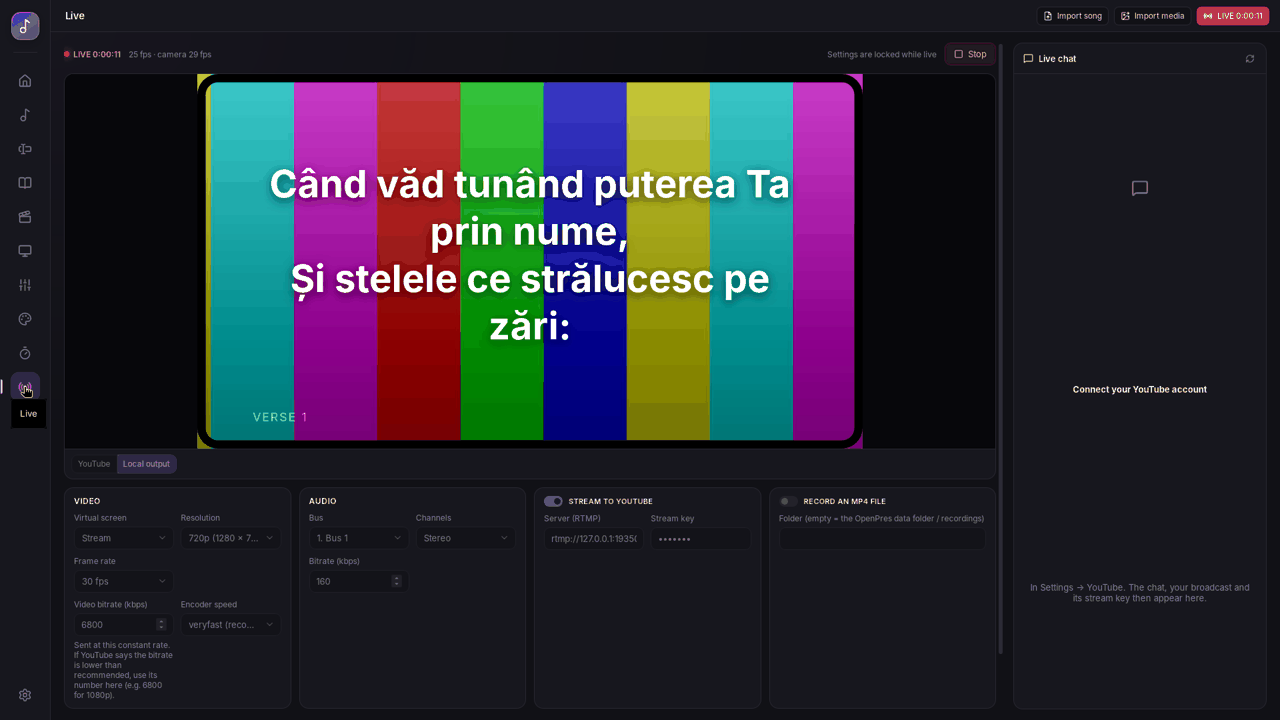 Live
Import song
Import media
LIVE 0:00:11
LIVE 0:00:11
25 fps · camera 29 fps
Settings are locked while live
Stop
Live chat
Când văd tunând puterea Ta
prin nume,
Și stelele ce strălucesc pe
zări:
VERSE 1
Live
YouTube
Local output
Connect your YouTube account
In Settings → YouTube. The chat, your broadcast and
its stream key then appear here.
VIDEO
Virtual screen
Resolution
Stream
720p (1280 × 7...
Frame rate
30 fps
Video bitrate (kbps)
Encoder speed
6800
veryfast (reco...
Sent at this constant rate.
If YouTube says the bitrate
is lower than
recommended, use its
number here (e.g. 6800
for 1080p).
AUDIO
Bus
Channels
1. Bus 1
Stereo
Bitrate (kbps)
160
STREAM TO YOUTUBE
Server (RTMP)
Stream key
rtmp://127.0.0.1:1935(
•••••••
RECORD AN MP4 FILE
Folder (empty = the OpenPres data folder / recordings)